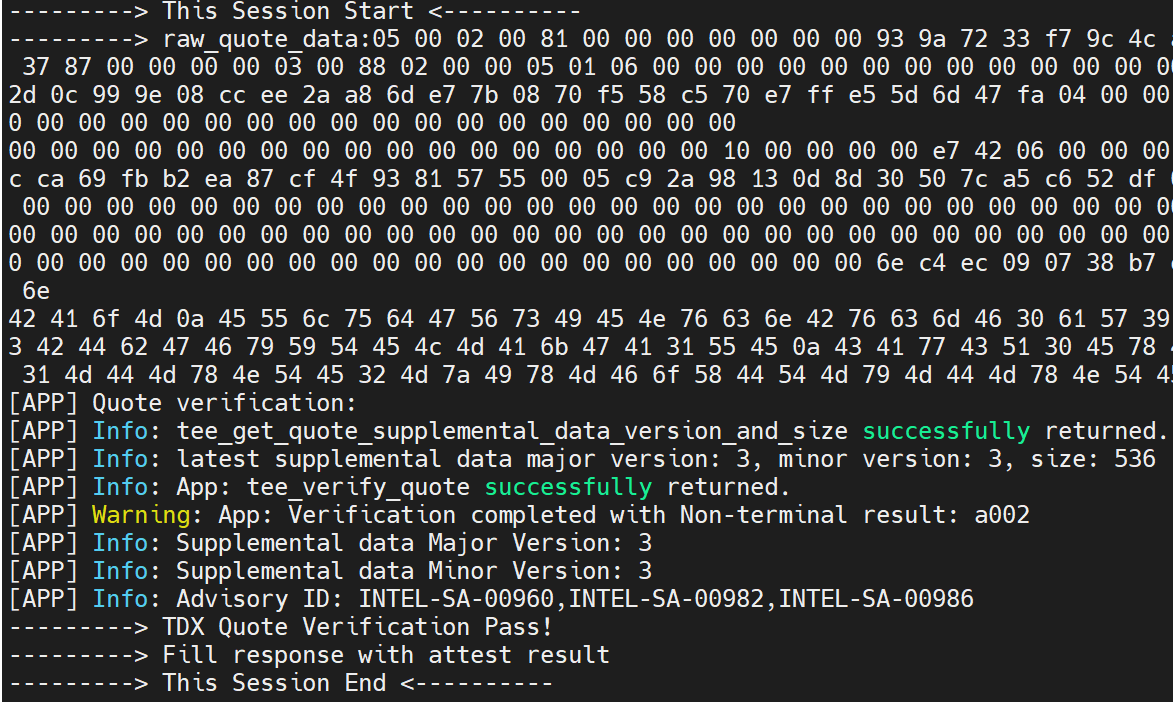 ---------> This Session Start <----------
---------> raw_quote_data:05 00 02 00 81 00 00 00 00 00 00 00 93 9a 72 33 f7 9c 4c
37 87 00 00 00 00 03 00 88 02 00 00 05 01 06 00 00 00 00 00 00 00 00 00 00 00 00 0
2d 0c 99 9e 08 cc ee 2a a8 6d e7 7b 08 70 f5 58 c5 70 e7 ff e5 5d 6d 47 fa 04 00 00
0 00 00 00 00 00 00 00 00 00 00 00 00 00 00 00 00 00 00
00 00 00 00 00 00 00 00 00 00 00 00 00 00 00 00 00 10 00 00 00 00 e7 42 06 00 00 00
c ca 69 fb b2 ea 87 cf 4f 93 81 57 55 00 05 c9 2a 98 13 0d 8d 30 50 7c a5 c6 52 df
00 00 00 00 00 00 00 00 00 00 00 00 00 00 00 00 00 00 00 00 00 00 00 00 00 00 00 0
00 00 00 00 00 00 00 00 00 00 00 00 00 00 00 00 00 00 00 00 00 00 00 00 00 00 00 00
0 00 00 00 00 00 00 00 00 00 00 00 00 00 00 00 00 00 00 00 00 6e c4 ec 09 07 38 b7
6e
42 41 6f 4d 0a 45 55 6c 75 64 47 56 73 49 45 4e 76 63 6e 42 76 63 6d 46 30 61 57 39
3 42 44 62 47 46 79 59 54 45 4c 4d 41 6b 47 41 31 55 45 0a 43 41 77 43 51 30 45 78
31 4d 44 4d 78 4e 54 45 32 4d 7a 49 78 4d 46 6f 58 44 54 4d 79 4d 44 4d 78 4e 54 45
[APP] Quote verification:
[APP] Info: tee_get_quote_supplemental_data_version_and_size successfully returned.
[APP] Info: latest supplemental data major version: 3, minor version: 3, size: 536
[APP] Info: App: tee_verify_quote successfully returned.
[APP] Warning: App: Verification completed with Non-terminal result: a002
[APP] Info: Supplemental data Major Version: 3
[APP] Info: Supplemental data Minor Version: 3
[APP] Info: Advisory ID: INTEL-SA-00960,INTEL-SA-00982,INTEL-SA-00986
---------> TDX Quote Verification Pass!
---------> Fill response with attest result
---------> This Session End <----------